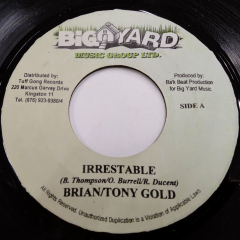 BIG YARD
MUSIC GROUP LTD.
Distributed by:
Tuff Gong Records
220 Marcus Garvey Drive
Kingston 11
Tel: (876) 923-9380/4
Produced by:
Ba'k Beat Production
for Big Yard Music
SIDE A
IRRESTABLE
(B. Thompson/O. Burrell/R. Ducent)
BRIAN/TONY GOLD
All Rights Reserved.
Unauthorized Duplication is a Violation of Applicable